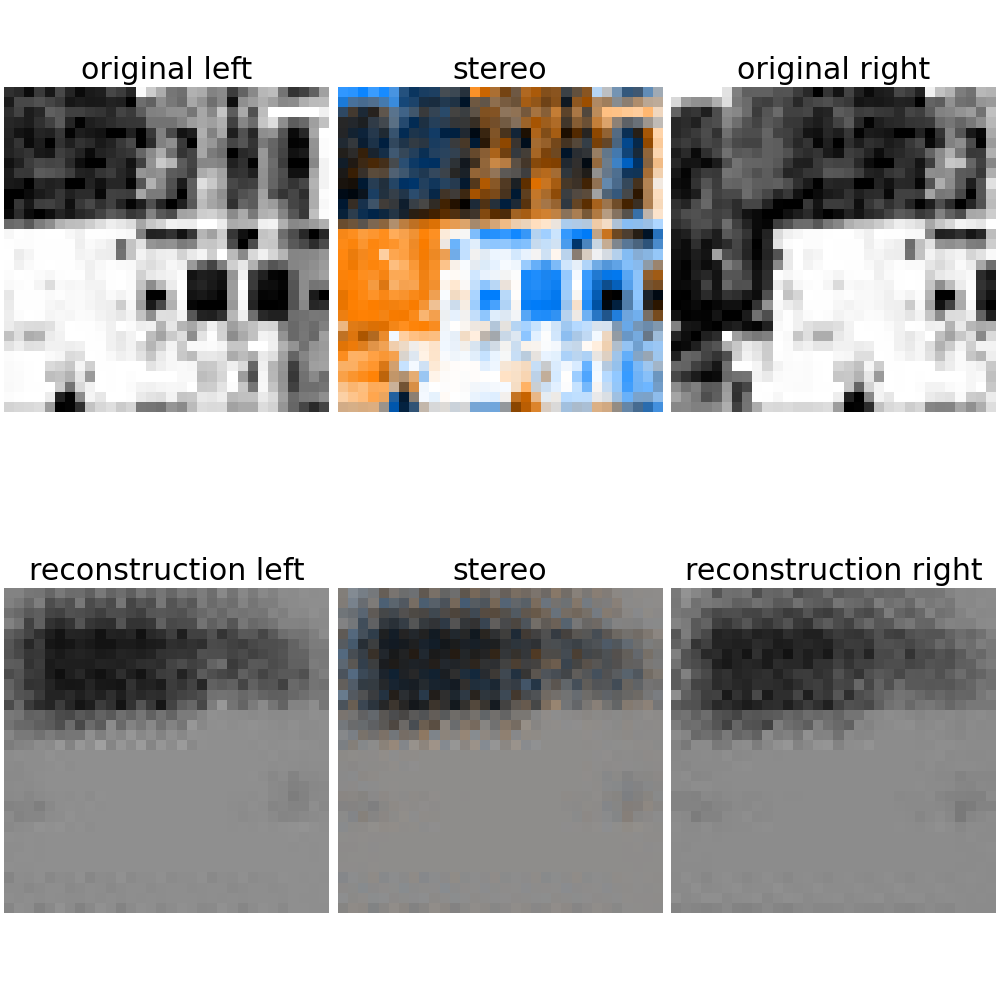 original left
stereo
original right
reconstruction left
stereo
reconstruction right